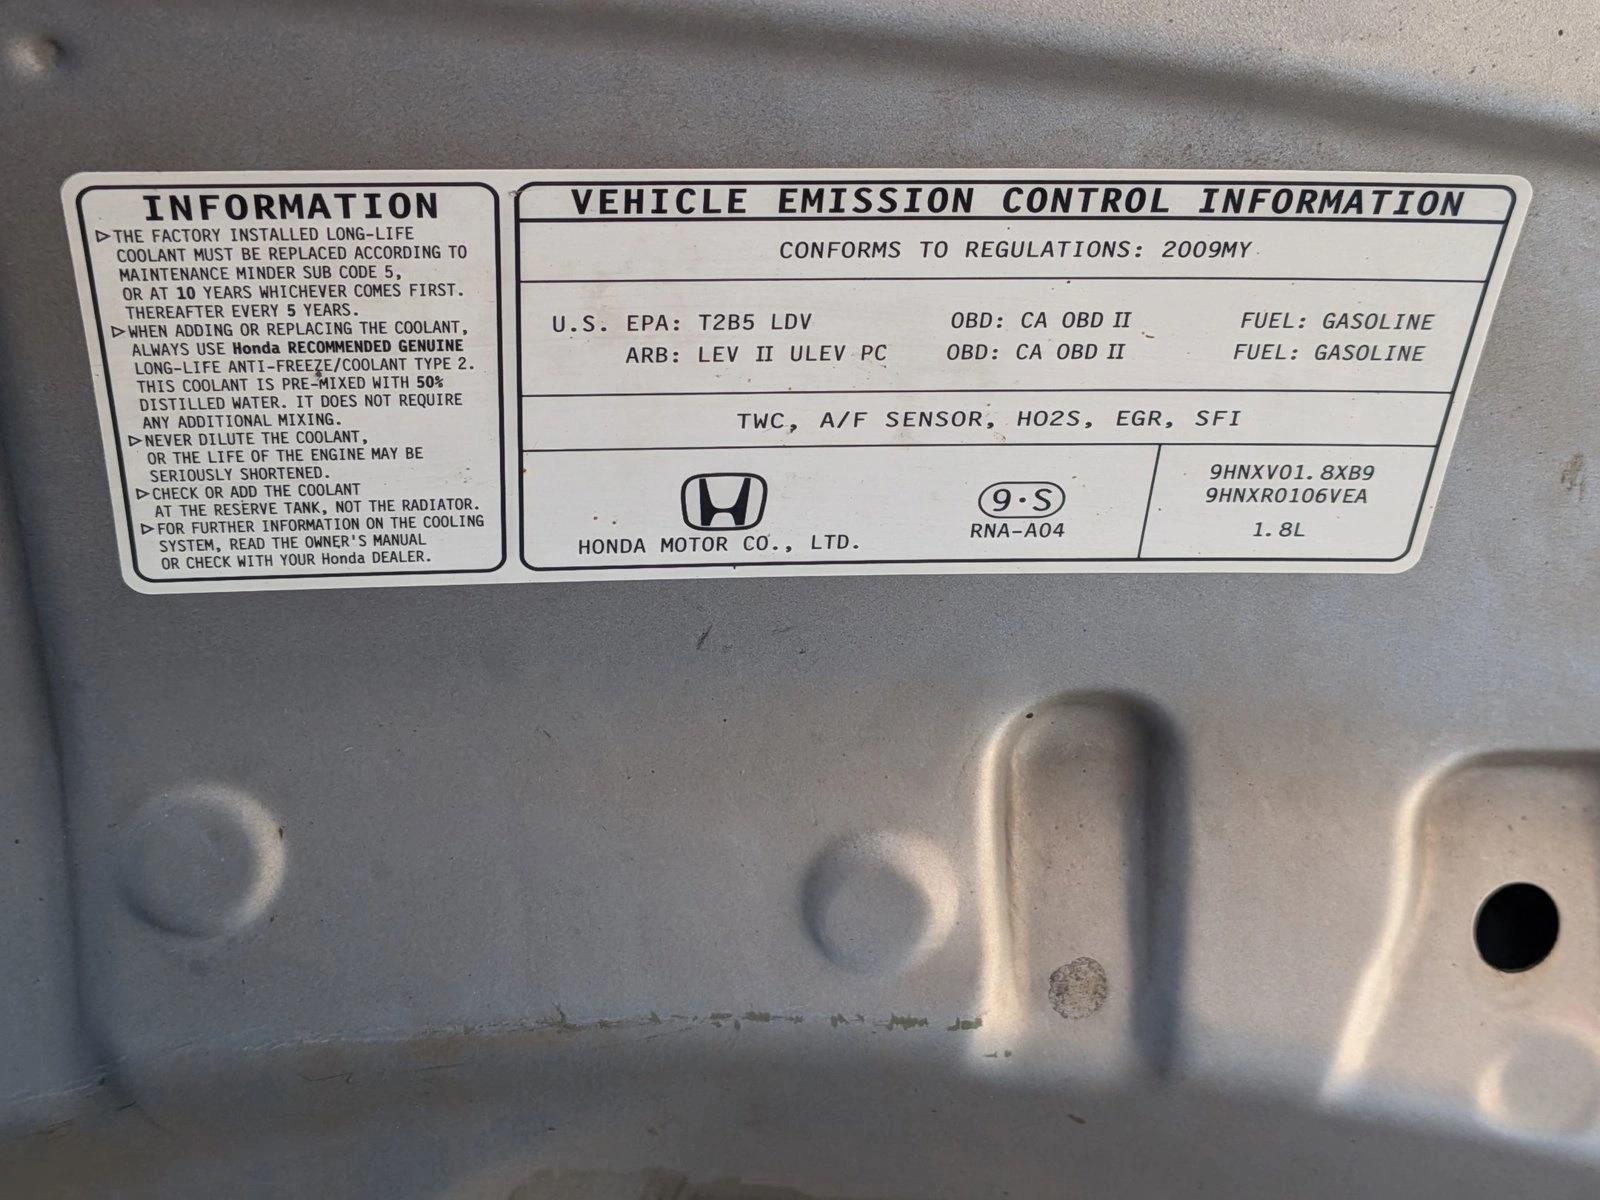 INFORMATION
▷THE FACTORY INSTALLED LONG-LIFE
COOLANT MUST BE REPLACED ACCORDING TO
MAINTENANCE MINDER SUB CODE 5,
OR AT 10 YEARS WHICHEVER COMES FIRST.
THEREAFTER EVERY 5 YEARS.
▷WHEN ADDING OR REPLACING THE COOLANT,
ALWAYS USE Honda RECOMMENDED GENUINE
LONG-LIFE ANTI-FREEZE/COOLANT TYPE 2.
THIS COOLANT IS PRE-MIXED WITH 50%
DISTILLED WATER. IT DOES NOT REQUIRE
ANY ADDITIONAL MIXING.
▷NEVER DILUTE THE COOLANT,
OR THE LIFE OF THE ENGINE MAY BE
SERIOUSLY SHORTENED.
▷CHECK OR ADD THE COOLANT
AT THE RESERVE TANK, NOT THE RADIATOR.
▷FOR FURTHER INFORMATION ON THE COOLING
SYSTEM, READ THE OWNER'S MANUAL
OR CHECK WITH YOUR Honda DEALER.
VEHICLE EMISSION CONTROL INFORMATION
CONFORMS TO REGULATIONS: 2009MY
U.S. EPA: T2B5 LDV OBD: CA OBD II FUEL: GASOLINE
ARB: LEV II ULEV PC OBD: CA OBD II FUEL: GASOLINE
TWC, A/F SENSOR, HO2S, EGR, SFI
HONDA MOTOR CO., LTD.
9·S
RNA-A04
9HNXV01.8XB9
9HNXR0106VEA
1.8L